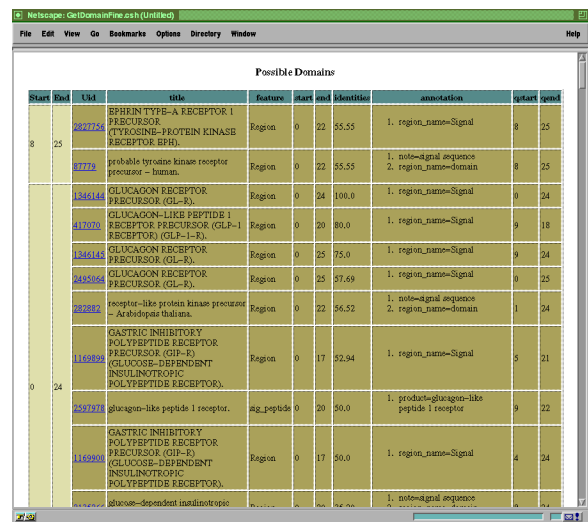 Netscape: GetDomainFine.csh (Untitled)
File Edit View Go Bookmarks Options Directory Window Help
Possible Domains
Start End Uid title feature start end identities annotation qstart qend
8 25
2827756 EPHRIN TYPE-A RECEPTOR 1 PRECURSOR (TYROSINE-PROTEIN KINASE RECEPTOR EPH). Region 0 22 55.55 1. region_name=Signal 8 25
87779 probable tyrosine kinase receptor precursor - human. Region 0 22 55.55 1. note=signal sequence 2. region_name=domain 8 25
0 24
1346144 GLUCAGON RECEPTOR PRECURSOR (GL-R). Region 0 24 100.0 1. region_name=Signal 0 24
417070 GLUCAGON-LIKE PEPTIDE 1 RECEPTOR PRECURSOR (GLP-1 RECEPTOR) (GLP-1-R). Region 0 20 80.0 1. region_name=Signal 9 18
1346145 GLUCAGON RECEPTOR PRECURSOR (GL-R). Region 0 25 75.0 1. region_name=Signal 9 24
2495064 GLUCAGON RECEPTOR PRECURSOR (GL-R). Region 0 25 57.69 1. region_name=Signal 0 25
282882 receptor-like protein kinase precursor - Arabidopsis thaliana. Region 0 22 56.52 1. note=signal sequence 2. region_name=domain 1 24
1169899 GASTRIC INHIBITORY POLYPEPTIDE RECEPTOR PRECURSOR (GIP-R) (GLUCOSE-DEPENDENT INSULINOTROPIC POLYPEPTIDE RECEPTOR). Region 0 17 52.94 1. region_name=Signal 5 21
2597978 glucagon-like peptide 1 receptor. sig_peptide 0 20 50.0 1. product=glucagon-like peptide 1 receptor 9 22
1169900 GASTRIC INHIBITORY POLYPEPTIDE RECEPTOR PRECURSOR (GIP-R) (GLUCOSE-DEPENDENT INSULINOTROPIC POLYPEPTIDE RECEPTOR). Region 0 17 50.0 1. region_name=Signal 4 24
glucose-dependent insulinotropic 1. note=signal sequence